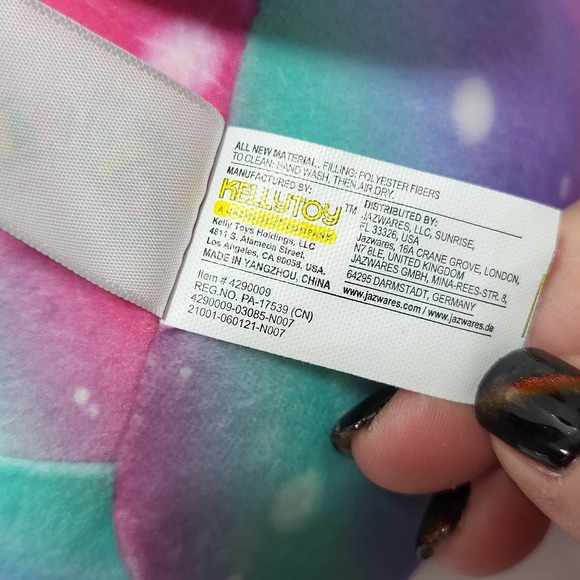 ALL NEW MATERIAL. FILLING: POLYESTER FIBERS
TO CLEAN: HAND WASH, THEN AIR DRY.
MANUFACTURED BY:
KELLYTOY™
A JAZWARES COMPANY
Kelly Toys Holdings, LLC
4811 S. Alameda Street,
Los Angeles, CA 90058, USA.
MADE IN YANGZHOU, CHINA
DISTRIBUTED BY:
JAZWARES, LLC, SUNRISE,
FL 33326, USA
Jazwares, 16A CRANE GROVE, LONDON,
N7 8LE, UNITED KINGDOM
JAZWARES GMBH, MINA-REES-STR. 8,
64295 DARMSTADT, GERMANY
www.jazwares.com / www.jazwares.de
Item # 4290009
REG.NO. PA-17539 (CN)
4290009-03085-N007
21001-060121-N007